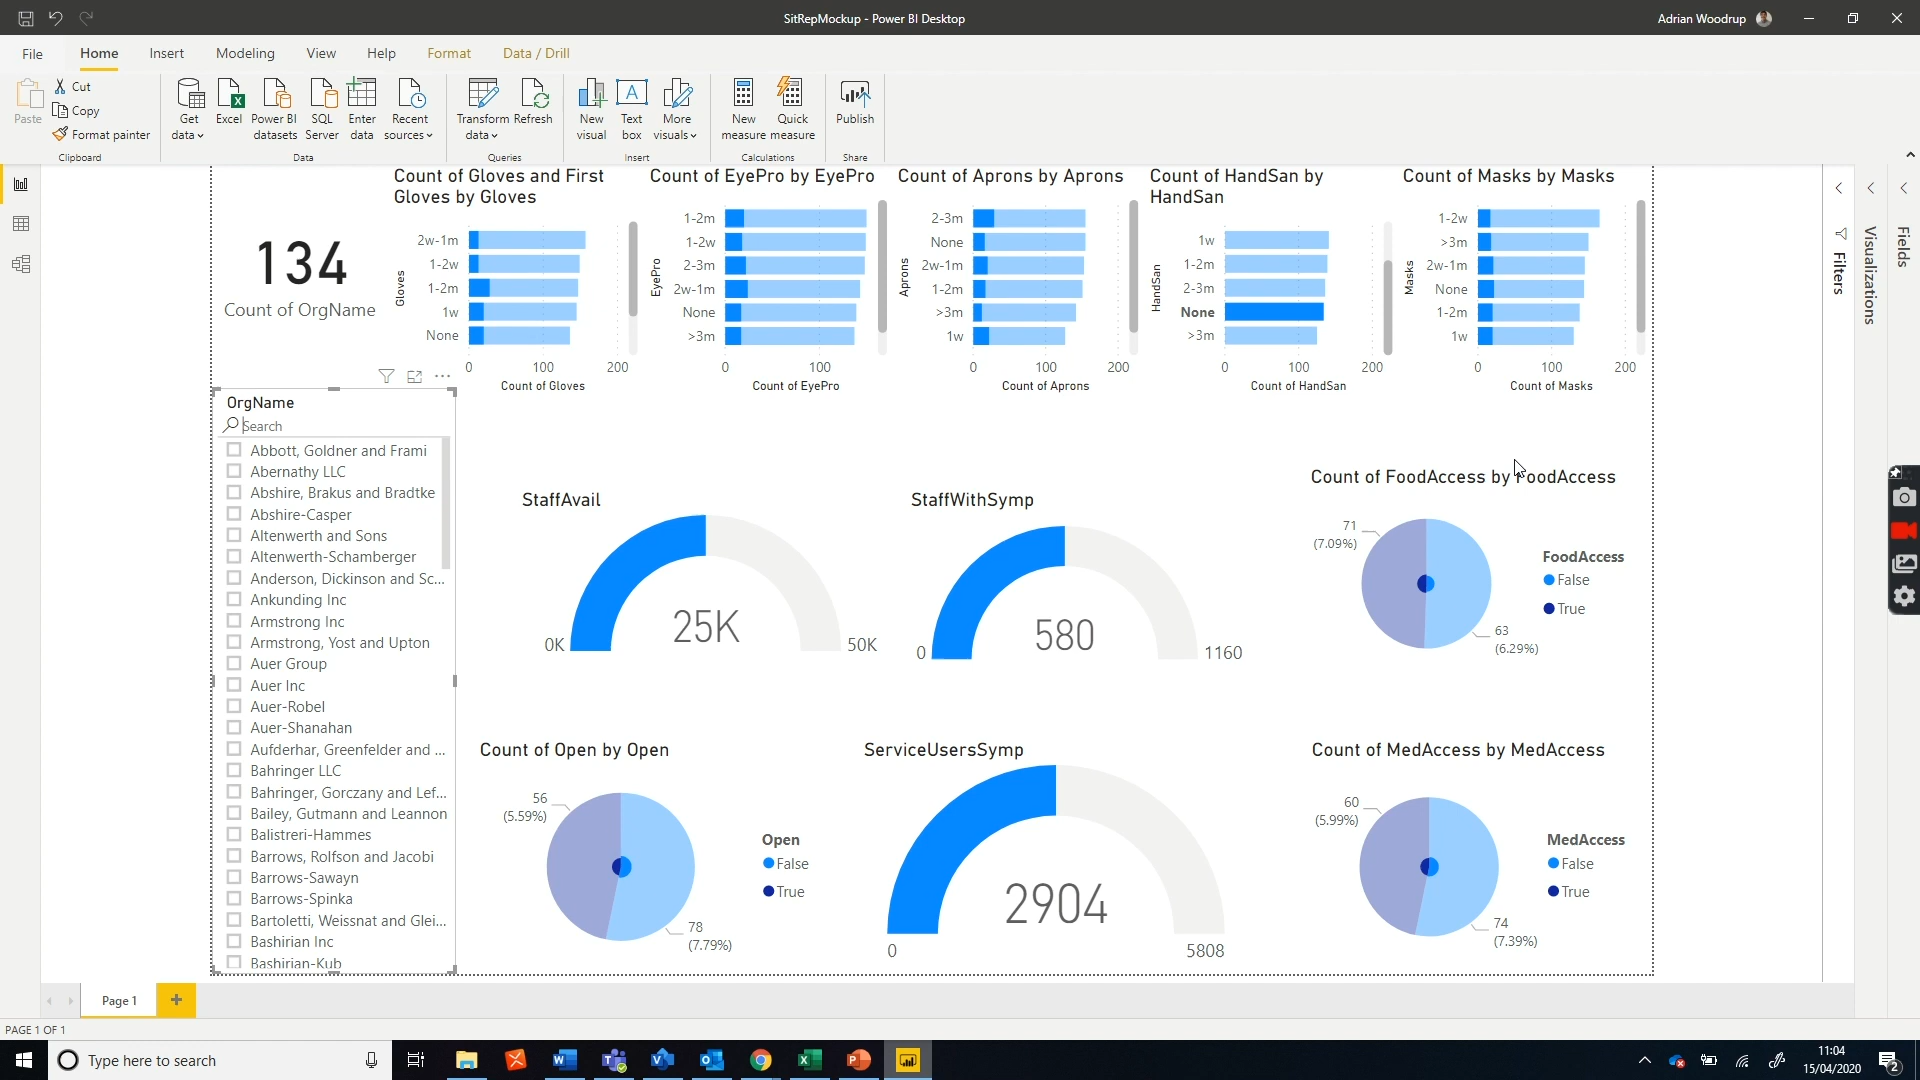 SitRepMockup - Power BI Desktop
Adrian Woodrup
File Home Insert Modeling View Help Format Data / Drill
Paste
Cut
Copy
Format painter
Clipboard
Get data
Excel
Power BI datasets
SQL Server
Enter data
Recent sources
Data
Transform data
Refresh
Queries
New visual
Text box
More visuals
Insert
New measure
Quick measure
Calculations
Publish
Share
134
Count of OrgName
Count of Gloves and First
Gloves by Gloves
Gloves
2w-1m
1-2w
1-2m
1w
None
0 100 200
Count of Gloves
Count of EyePro by EyePro
EyePro
1-2m
1-2w
2-3m
2w-1m
None
>3m
0 100
Count of EyePro
Count of Aprons by Aprons
Aprons
2-3m
None
2w-1m
1-2m
>3m
1w
0 100 200
Count of Aprons
Count of HandSan by
HandSan
HandSan
1w
1-2m
2-3m
None
>3m
0 100 200
Count of HandSan
Count of Masks by Masks
Masks
1-2w
>3m
2w-1m
None
1-2m
1w
0 100 200
Count of Masks
Filters
Visualizations
Fields
OrgName
Search
Abbott, Goldner and Frami
Abernathy LLC
Abshire, Brakus and Bradtke
Abshire-Casper
Altenwerth and Sons
Altenwerth-Schamberger
Anderson, Dickinson and Sc...
Ankunding Inc
Armstrong Inc
Armstrong, Yost and Upton
Auer Group
Auer Inc
Auer-Robel
Auer-Shanahan
Aufderhar, Greenfelder and ...
Bahringer LLC
Bahringer, Gorczany and Lef...
Bailey, Gutmann and Leannon
Balistreri-Hammes
Barrows, Rolfson and Jacobi
Barrows-Sawayn
Barrows-Spinka
Bartoletti, Weissnat and Glei...
Bashirian Inc
Bashirian-Kub
StaffAvail
25K
0K 50K
StaffWithSymp
580
0 1160
Count of FoodAccess by FoodAccess
71
(7.09%)
63
(6.29%)
FoodAccess
False
True
Count of Open by Open
56
(5.59%)
78
(7.79%)
Open
False
True
ServiceUsersSymp
2904
0 5808
Count of MedAccess by MedAccess
60
(5.99%)
74
(7.39%)
MedAccess
False
True
Page 1
PAGE 1 OF 1
Type here to search
11:04
15/04/2020
2